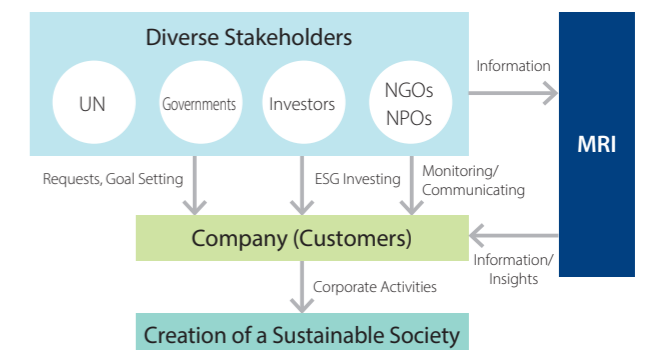 Diverse Stakeholders
UN
Governments
Investors
NGOs
NPOs
Information
MRI
Requests, Goal Setting
ESG Investing
Monitoring/
Communicating
Company (Customers)
Information/
Insights
Corporate Activities
Creation of a Sustainable Society